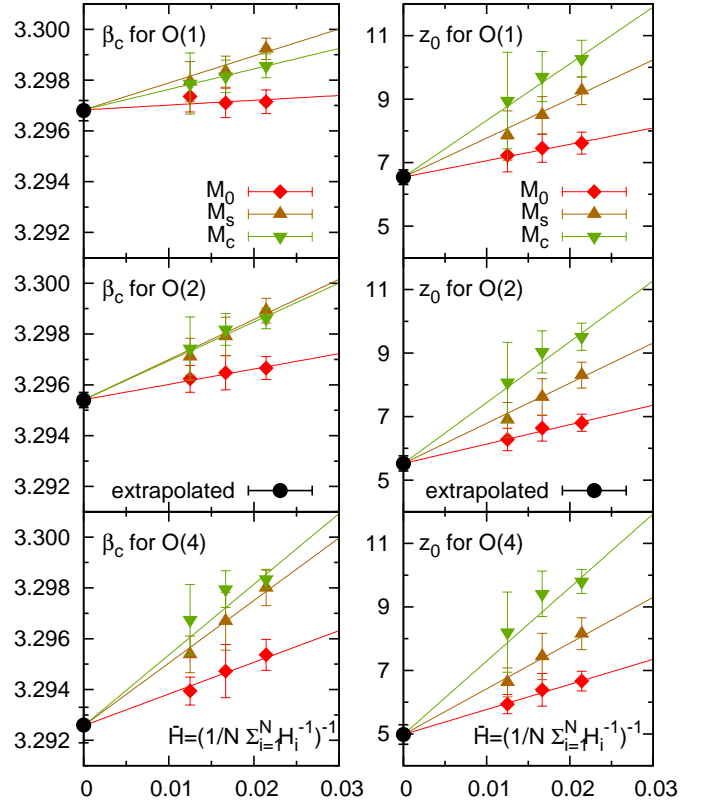 3.300
3.298
3.296
3.294
3.292
β_c for O(1)
M_0
M_s
M_c
11
9
7
5
z_0 for O(1)
M_0
M_s
M_c
3.300
3.298
3.296
3.294
3.292
β_c for O(2)
extrapolated
11
9
7
5
z_0 for O(2)
extrapolated
3.300
3.298
3.296
3.294
3.292
β_c for O(4)
H̄=(1/N Σ_{i=1}^N H_i^{-1})^{-1}
0 0.01 0.02 0.03
11
9
7
5
z_0 for O(4)
H̄=(1/N Σ_{i=1}^N H_i^{-1})^{-1}
0 0.01 0.02 0.03